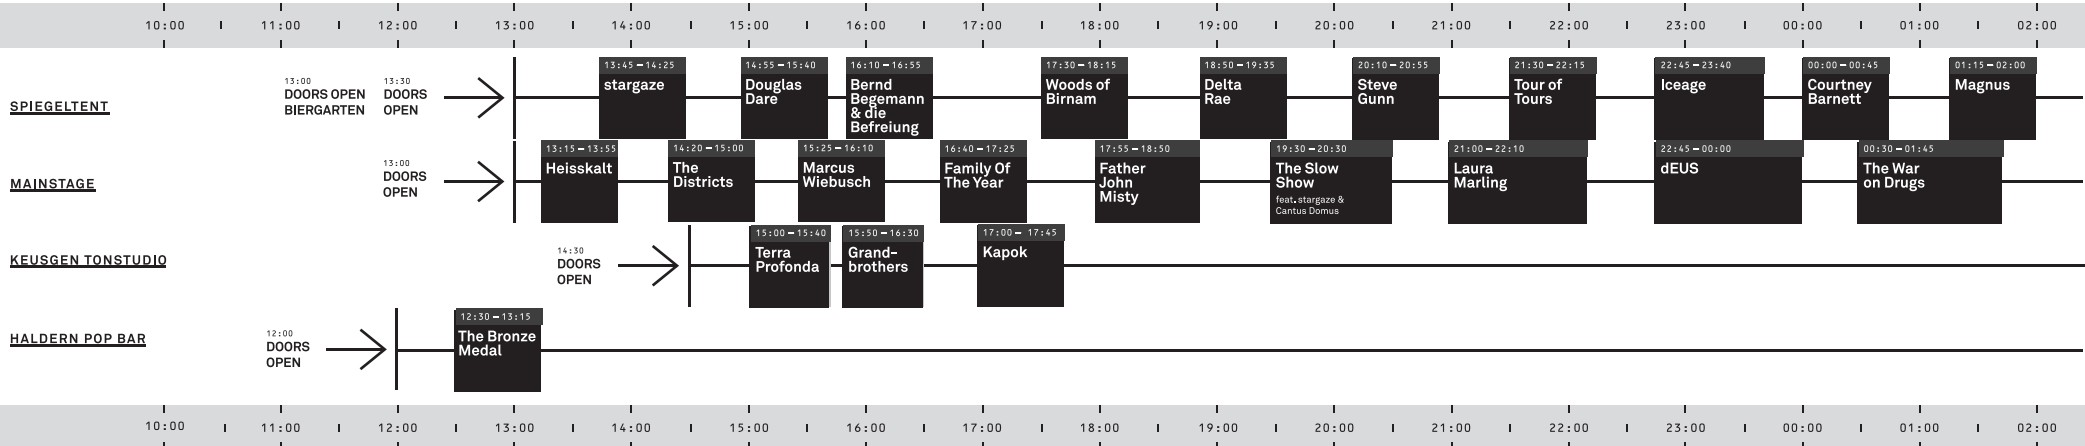 10:00 11:00 12:00 13:00 14:00 15:00 16:00 17:00 18:00 19:00 20:00 21:00 22:00 23:00 00:00 01:00 02:00
SPIEGELTENT
13:00
DOORS OPEN
BIERGARTEN
13:30
DOORS
OPEN
13:45–14:25
stargaze
14:55–15:40
Douglas
Dare
16:10–16:55
Bernd
Begemann
& die
Befreiung
17:30–18:15
Woods of
Birnam
18:50–19:35
Delta
Rae
20:10–20:55
Steve
Gunn
21:30–22:15
Tour of
Tours
22:45–23:40
Iceage
00:00–00:45
Courtney
Barnett
01:15–02:00
Magnus
MAINSTAGE
13:00
DOORS
OPEN
13:15–13:55
Heisskalt
14:20–15:00
The
Districts
15:25–16:10
Marcus
Wiebusch
16:40–17:25
Family Of
The Year
17:55–18:50
Father
John
Misty
19:30–20:30
The Slow
Show
feat. stargaze &
Cantus Domus
21:00–22:10
Laura
Marling
22:45–00:00
dEUS
00:30–01:45
The War
on Drugs
KEUSGEN TONSTUDIO
14:30
DOORS
OPEN
15:00–15:40
Terra
Profonda
15:50–16:30
Grand-
brothers
17:00– 17:45
Kapok
HALDERN POP BAR
12:00
DOORS
OPEN
12:30–13:15
The Bronze
Medal
10:00 11:00 12:00 13:00 14:00 15:00 16:00 17:00 18:00 19:00 20:00 21:00 22:00 23:00 00:00 01:00 02:00